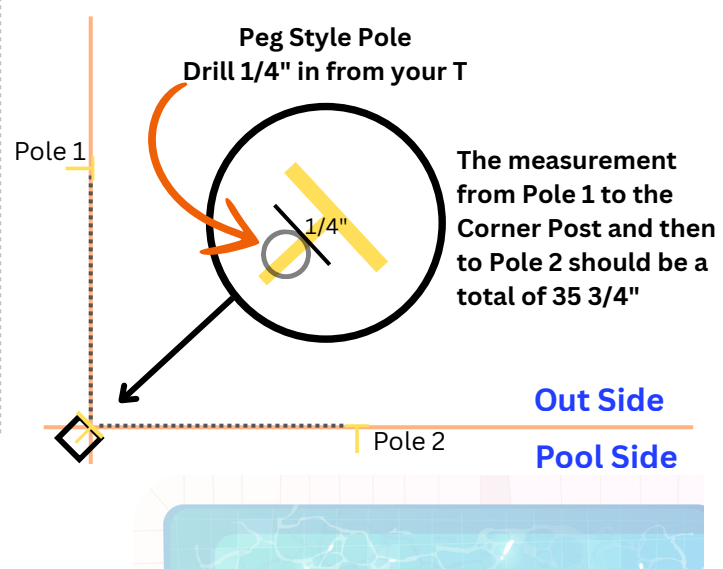 Peg Style Pole
Drill 1/4" in from your T
Pole 1
1/4"
The measurement
from Pole 1 to the
Corner Post and then
to Pole 2 should be a
total of 35 3/4"
Out Side
Pole 2
Pool Side